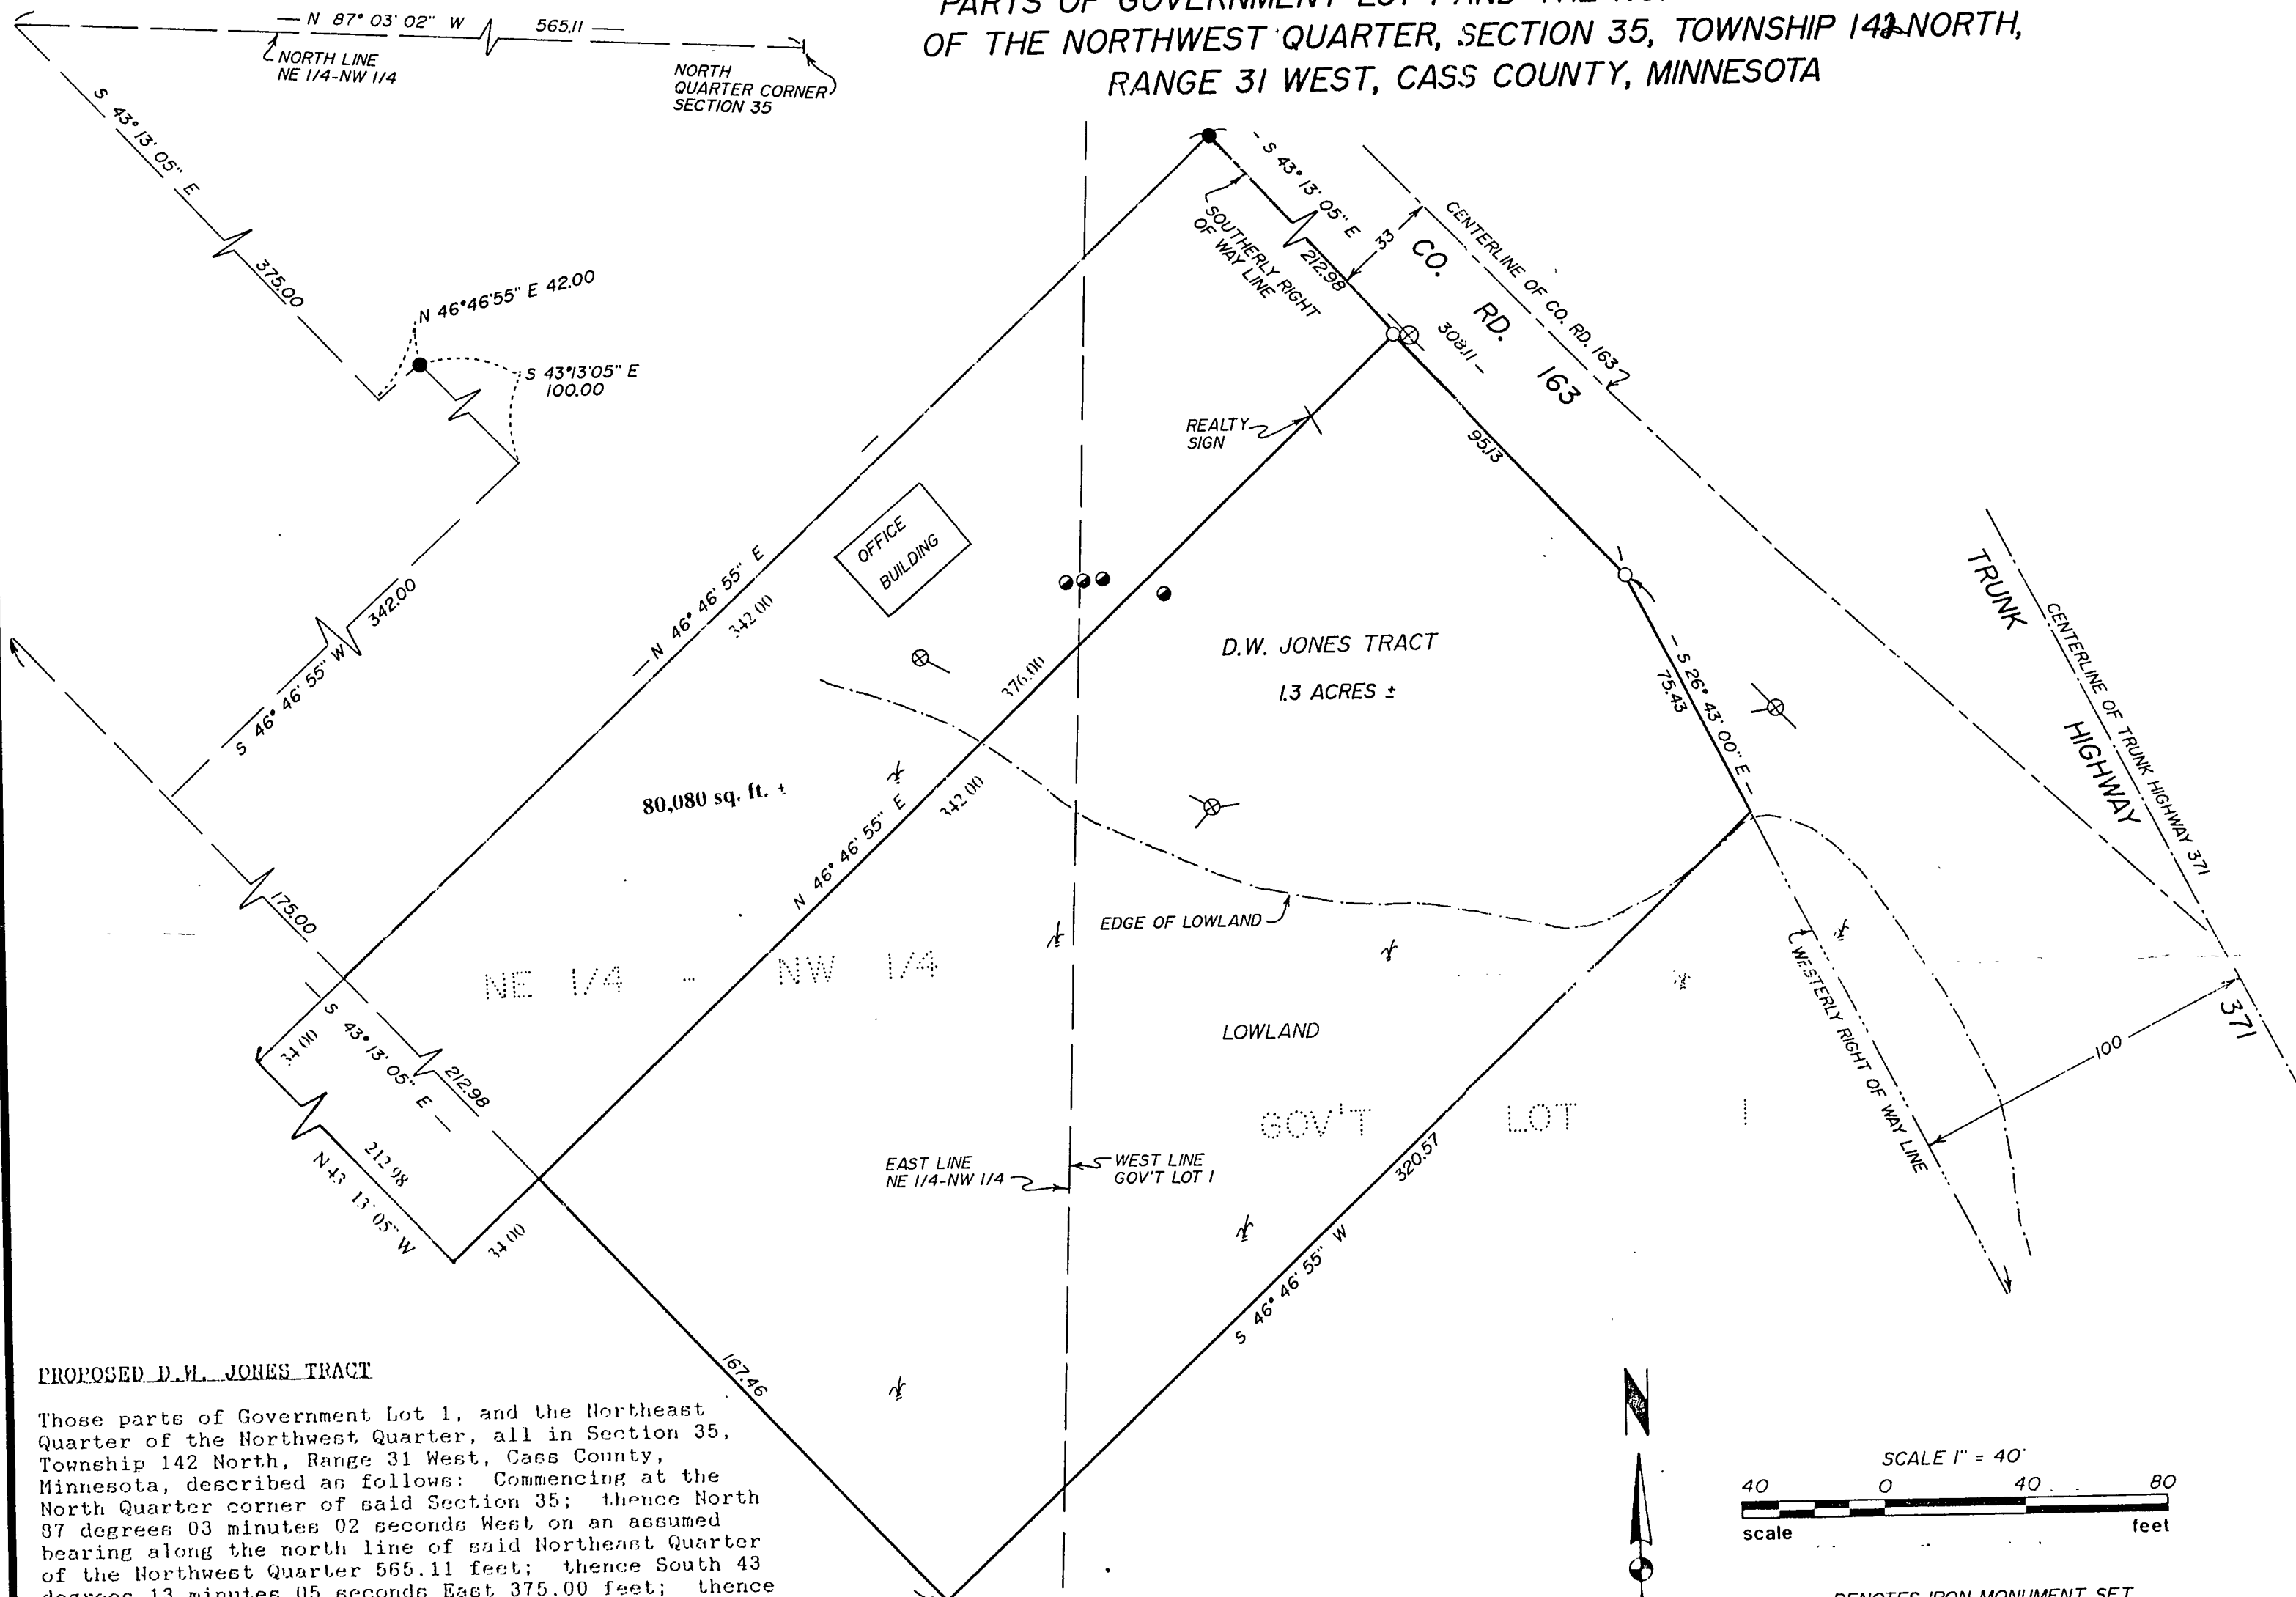 OF THE NORTHWEST QUARTER, SECTION 35, TOWNSHIP 142 NORTH,
RANGE 31 WEST, CASS COUNTY, MINNESOTA
N 87° 03' 02" W 565.11
NORTH LINE
NE 1/4-NW 1/4
NORTH
QUARTER CORNER
SECTION 35
S 43° 13' 05" E
375.00
N 46°46'55" E 42.00
S 43°13'05" E
100.00
S 46° 46' 55" W
342.00
175.00
S 43° 13' 05" E
212.98
34.00
212.98
N 43 13' 05" W
34.00
N 46° 46' 55" E
342.00
OFFICE
BUILDING
80,080 sq. ft. ±
376.00
N 46° 46' 55" E
342.00
S 43° 13' 05" E
SOUTHERLY RIGHT
OF WAY LINE
212.98
33
308.11
CO. RD. 163
CENTERLINE OF CO. RD. 163
REALTY
SIGN
95.13
D.W. JONES TRACT
1.3 ACRES ±
S 26° 43' 00" E
75.43
TRUNK HIGHWAY 371
CENTERLINE OF TRUNK HIGHWAY 371
WESTERLY RIGHT OF WAY LINE
100
EDGE OF LOWLAND
NE 1/4 - NW 1/4
LOWLAND
GOV'T LOT 1
EAST LINE
NE 1/4-NW 1/4
WEST LINE
GOV'T LOT 1
320.57
S 46° 46' 55" W
167.46
PROPOSED D.W. JONES TRACT
Those parts of Government Lot 1, and the Northeast
Quarter of the Northwest Quarter, all in Section 35,
Township 142 North, Range 31 West, Cass County,
Minnesota, described as follows: Commencing at the
North Quarter corner of said Section 35; thence North
87 degrees 03 minutes 02 seconds West on an assumed
bearing along the north line of said Northeast Quarter
of the Northwest Quarter 565.11 feet; thence South 43
degrees 13 minutes 05 seconds East 375.00 feet; thence
N
SCALE 1" = 40'
40 0 40 80
scale feet
DENOTES IRON MONUMENT SET